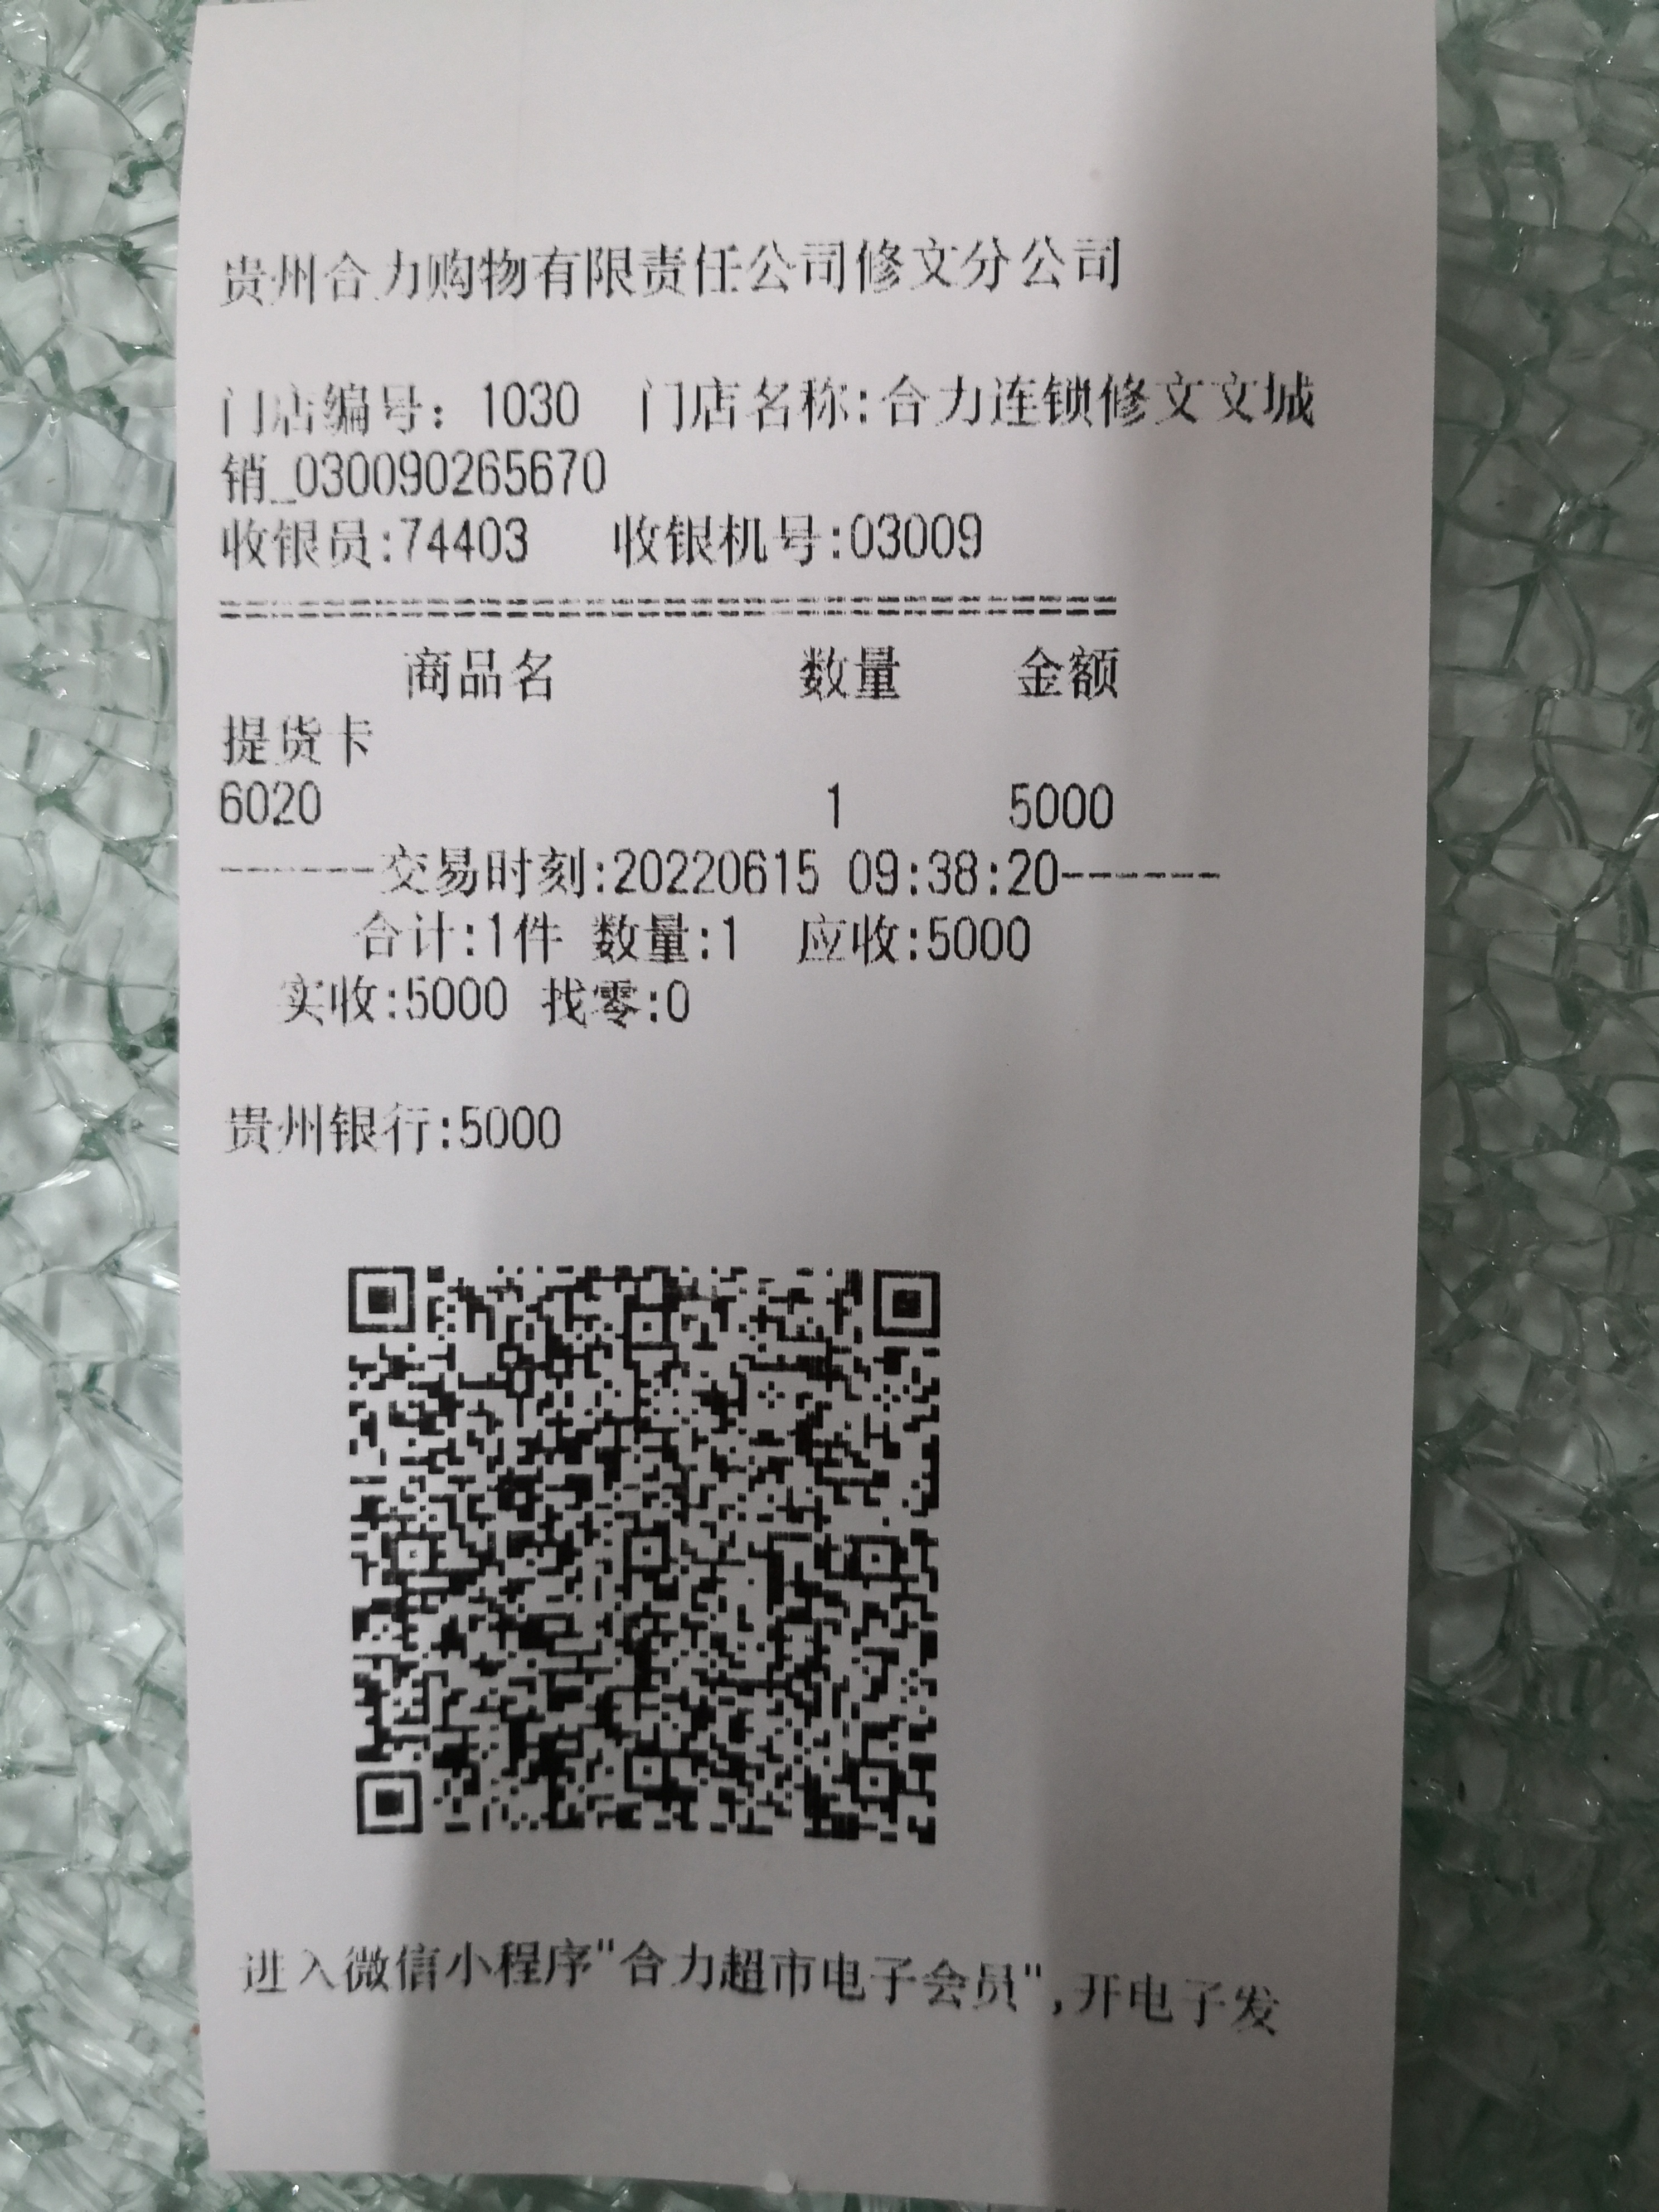 贵州合力购物有限责任公司修文分公司
门店编号：1030 门店名称:合力连锁修文文城
销_030090265670
收银员:74403 收银机号:03009
===================================
商品名 数量 金额
提货卡
6020 1 5000
------交易时刻:20220615 09:38:20------
合计:1件 数量:1 应收:5000
实收:5000 找零:0
贵州银行:5000
进入微信小程序"合力超市电子会员",开电子发